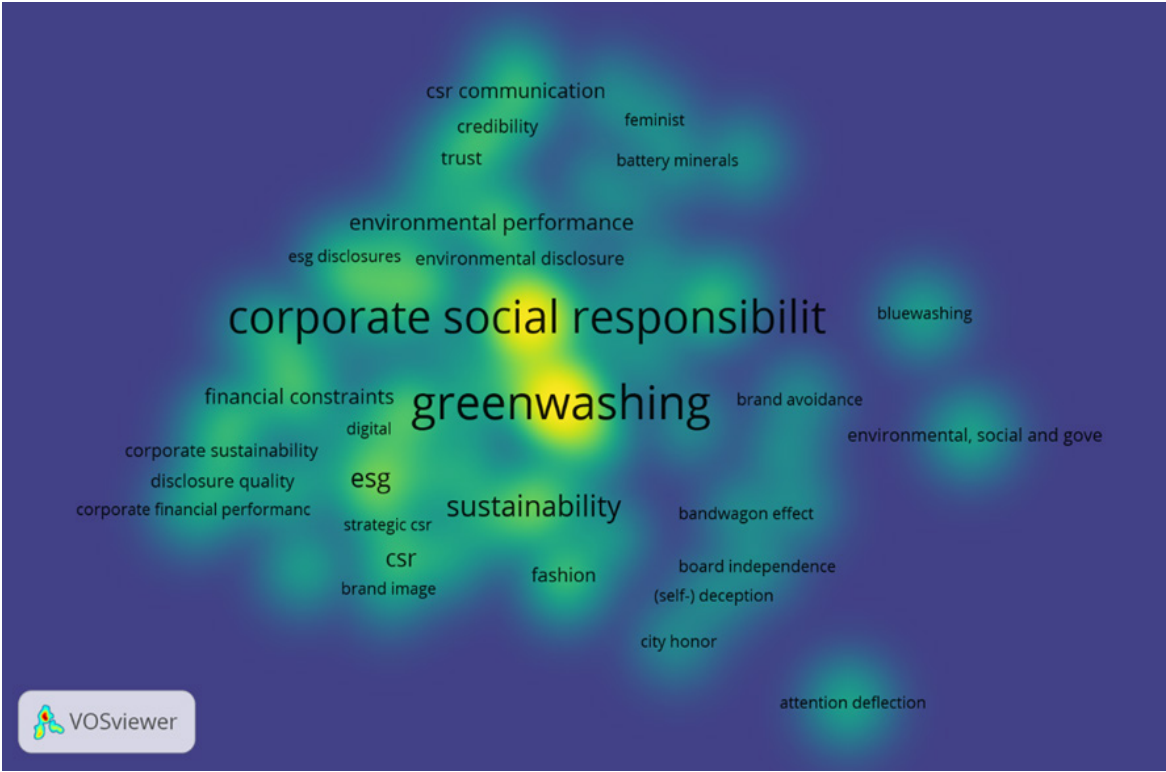 csr communication
credibility
feminist
trust
battery minerals
environmental performance
esg disclosures
environmental disclosure
corporate social responsibilit
bluewashing
financial constraints
greenwashing
brand avoidance
digital
environmental, social and gove
corporate sustainability
disclosure quality
esg
sustainability
corporate financial performanc
bandwagon effect
strategic csr
csr
board independence
fashion
brand image
(self-) deception
city honor
attention deflection
VOSviewer